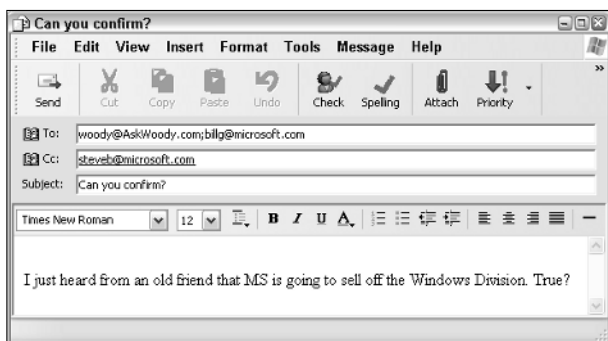 Can you confirm?
File Edit View Insert Format Tools Message Help
Send Cut Copy Paste Undo Check Spelling Attach Priority »
To: woody@AskWoody.com;billg@microsoft.com
Cc: steveb@microsoft.com
Subject: Can you confirm?
Times New Roman 12 B I U A
I just heard from an old friend that MS is going to sell off the Windows Division. True?